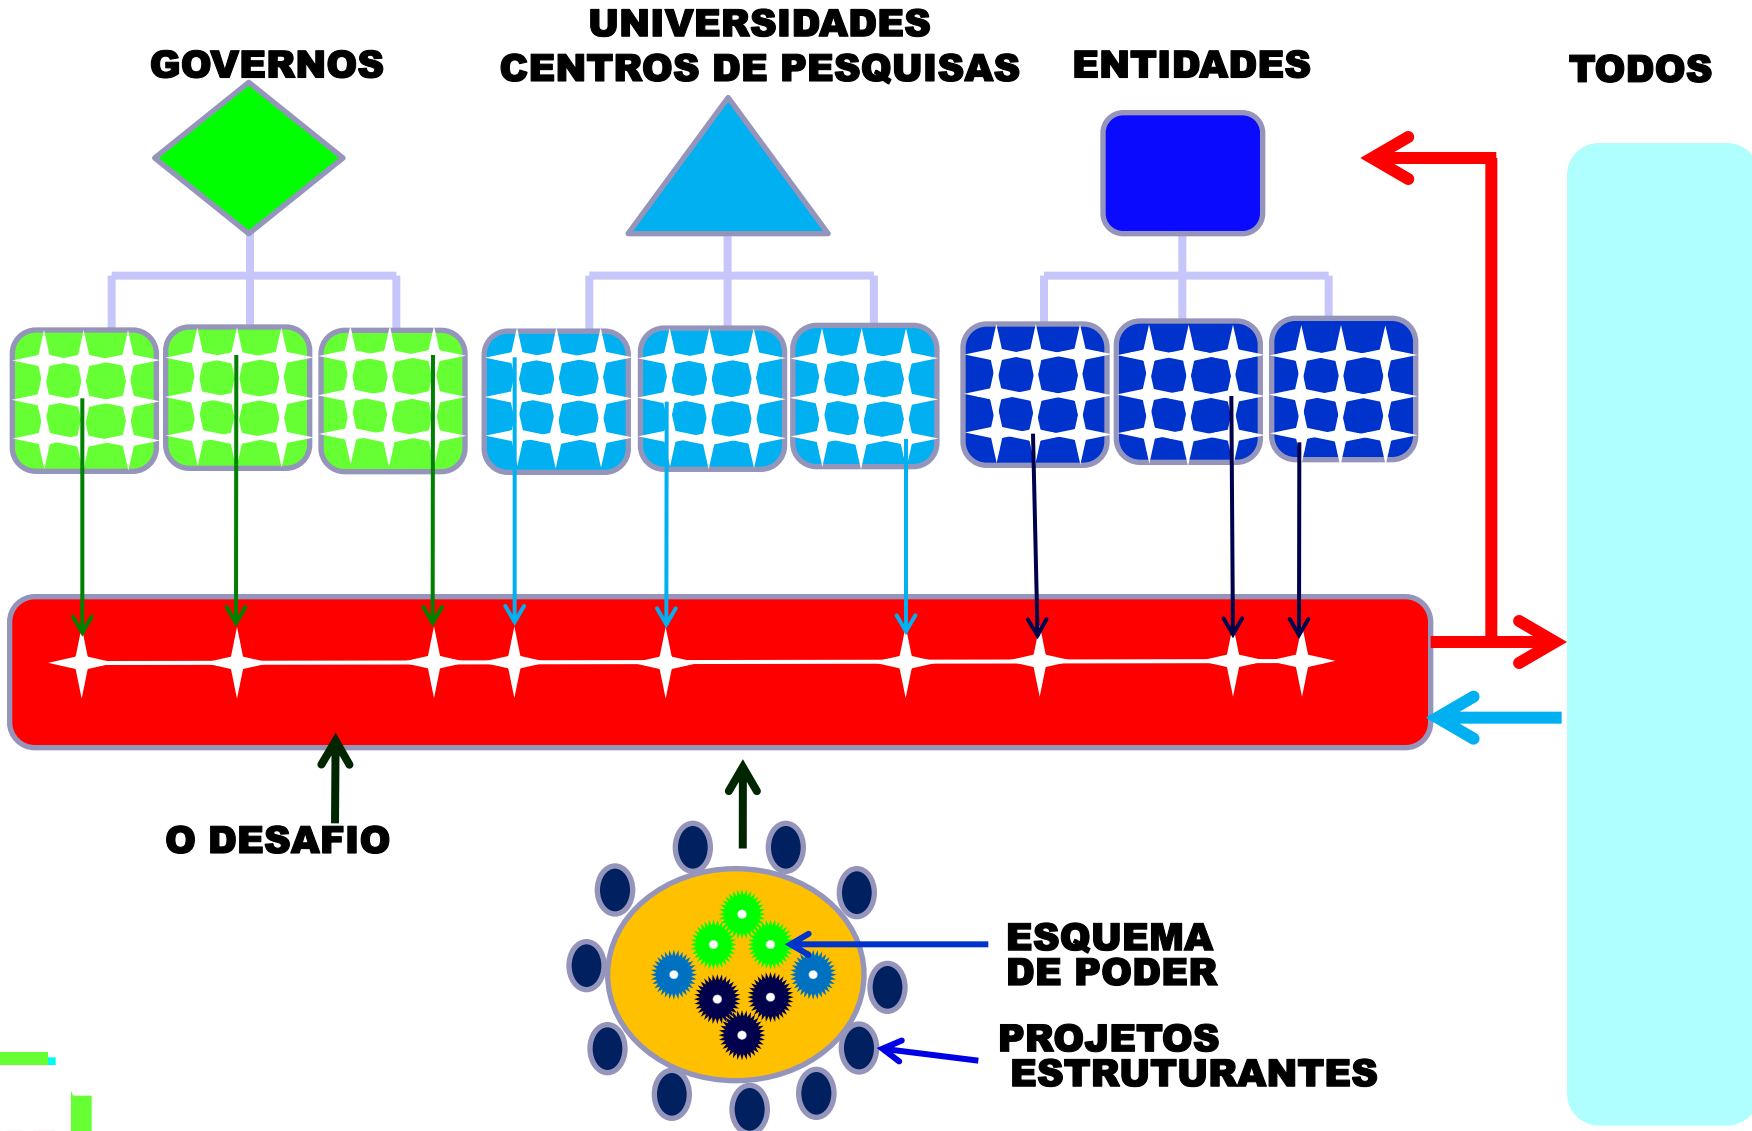 GOVERNOS
UNIVERSIDADES
CENTROS DE PESQUISAS
ENTIDADES
TODOS
O DESAFIO
ESQUEMA
DE PODER
PROJETOS
ESTRUTURANTES